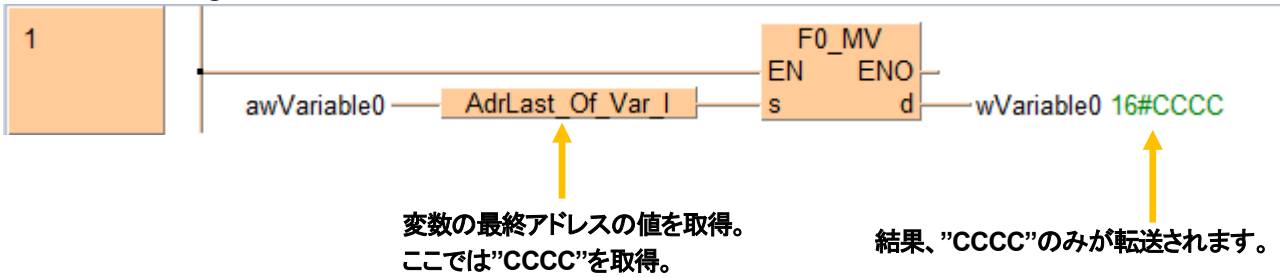 1
F0_MV
EN ENO
awVariable0 AdrLast_Of_Var_I s d wVariable0 16#CCCC
変数の最終アドレスの値を取得。
ここでは”CCCC”を取得。
結果、”CCCC”のみが転送されます。